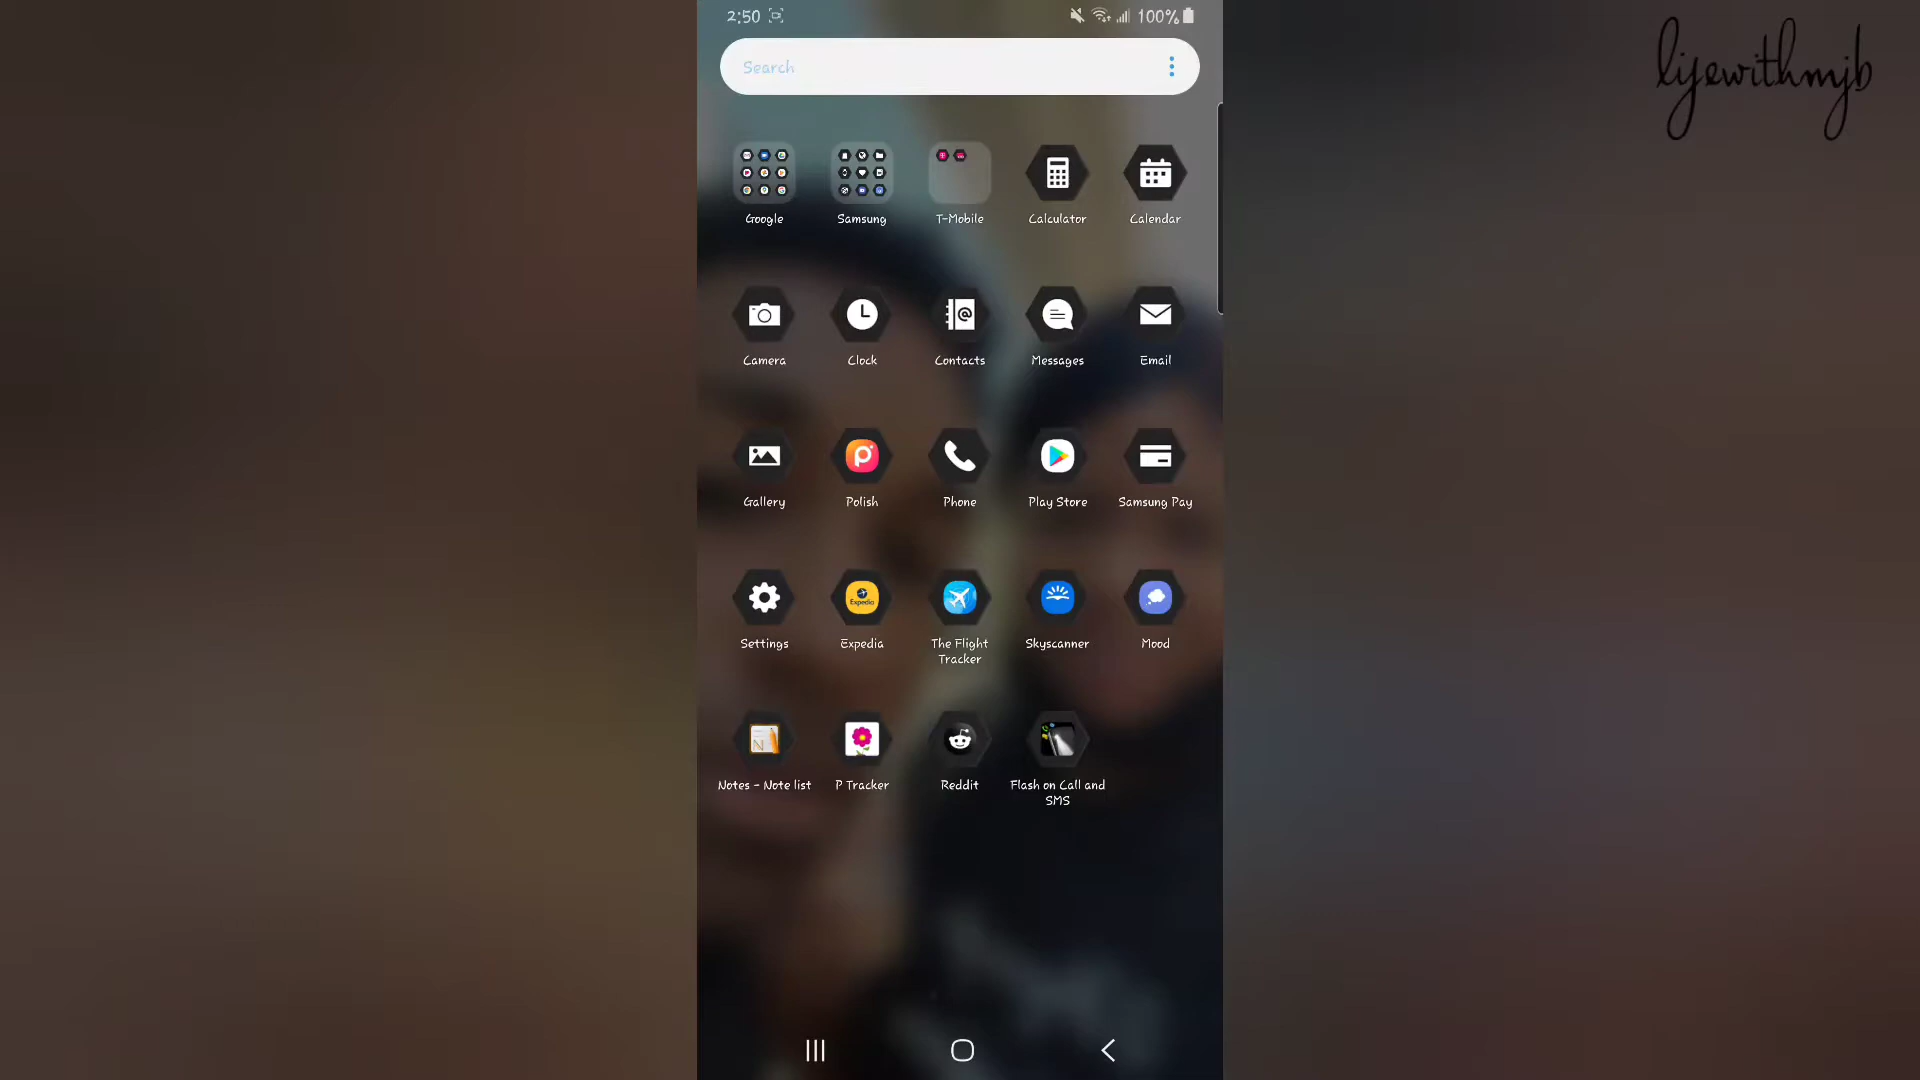 2:50
100%
lifewithmjb
Search
Google
Samsung
T-Mobile
Calculator
Calendar
Camera
Clock
Contacts
Messages
Email
Gallery
Polish
Phone
Play Store
Samsung Pay
Expedia
Settings
Expedia
The Flight
Tracker
Skyscanner
Mood
N
Notes - Note list
P Tracker
Reddit
Flash on Call and
SMS